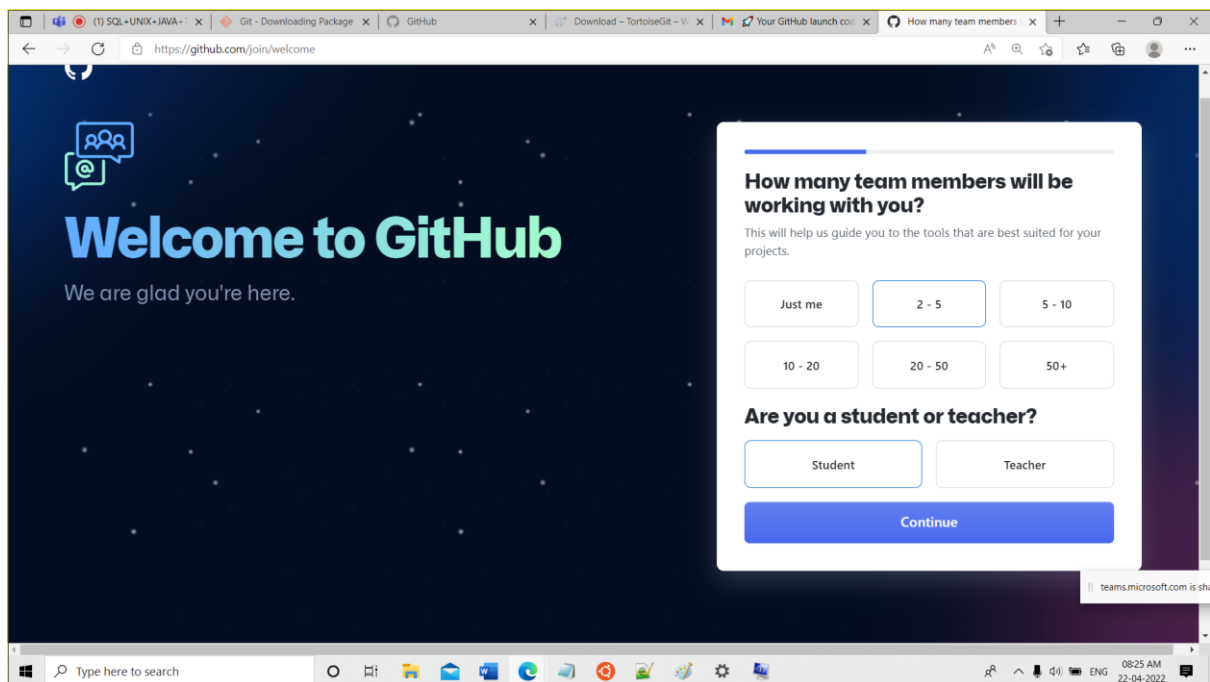 (1) SQL+UNIX+JAVA+T
Git - Downloading Package
GitHub
Download – TortoiseGit – W
Your GitHub launch cod
How many team members
https://github.com/join/welcome
Welcome to GitHub
We are glad you're here.
How many team members will be
working with you?
This will help us guide you to the tools that are best suited for your
projects.
Just me
2 - 5
5 - 10
10 - 20
20 - 50
50+
Are you a student or teacher?
Student
Teacher
Continue
teams.microsoft.com is sha
Type here to search
ENG
08:25 AM
22-04-2022